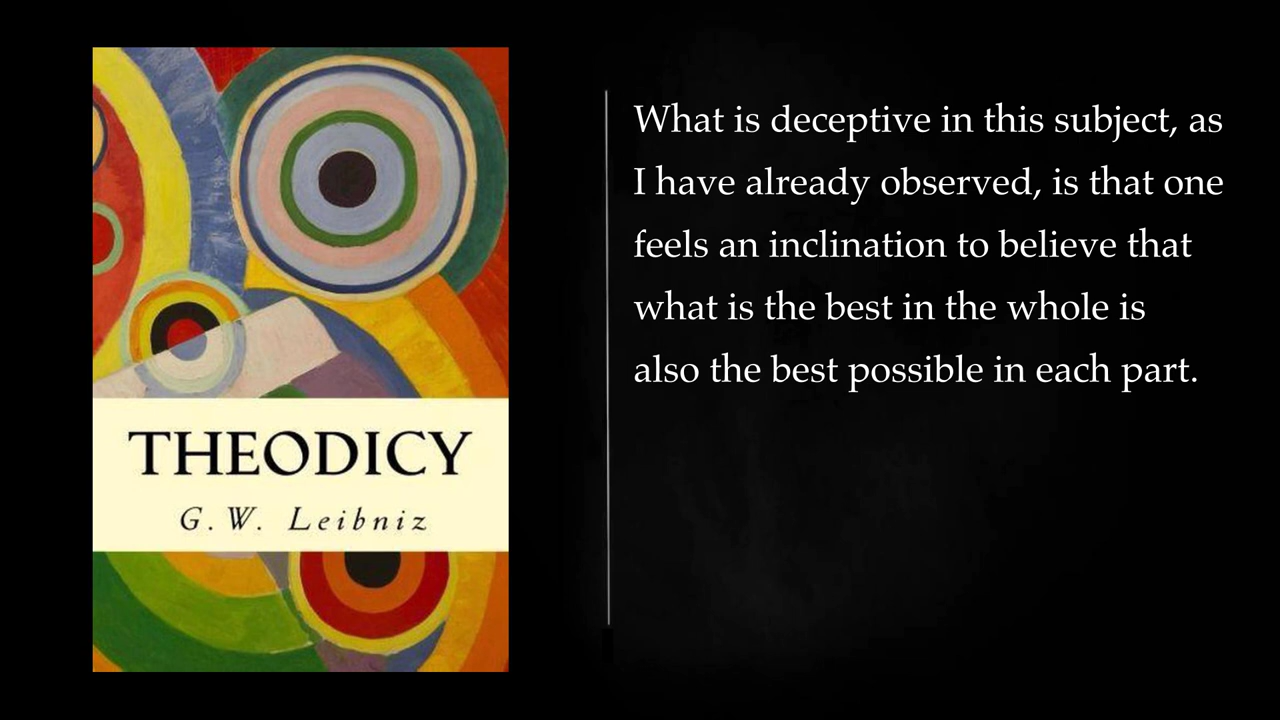 THEODICY
G. W. Leibniz
What is deceptive in this subject, as
I have already observed, is that one
feels an inclination to believe that
what is the best in the whole is
also the best possible in each part.